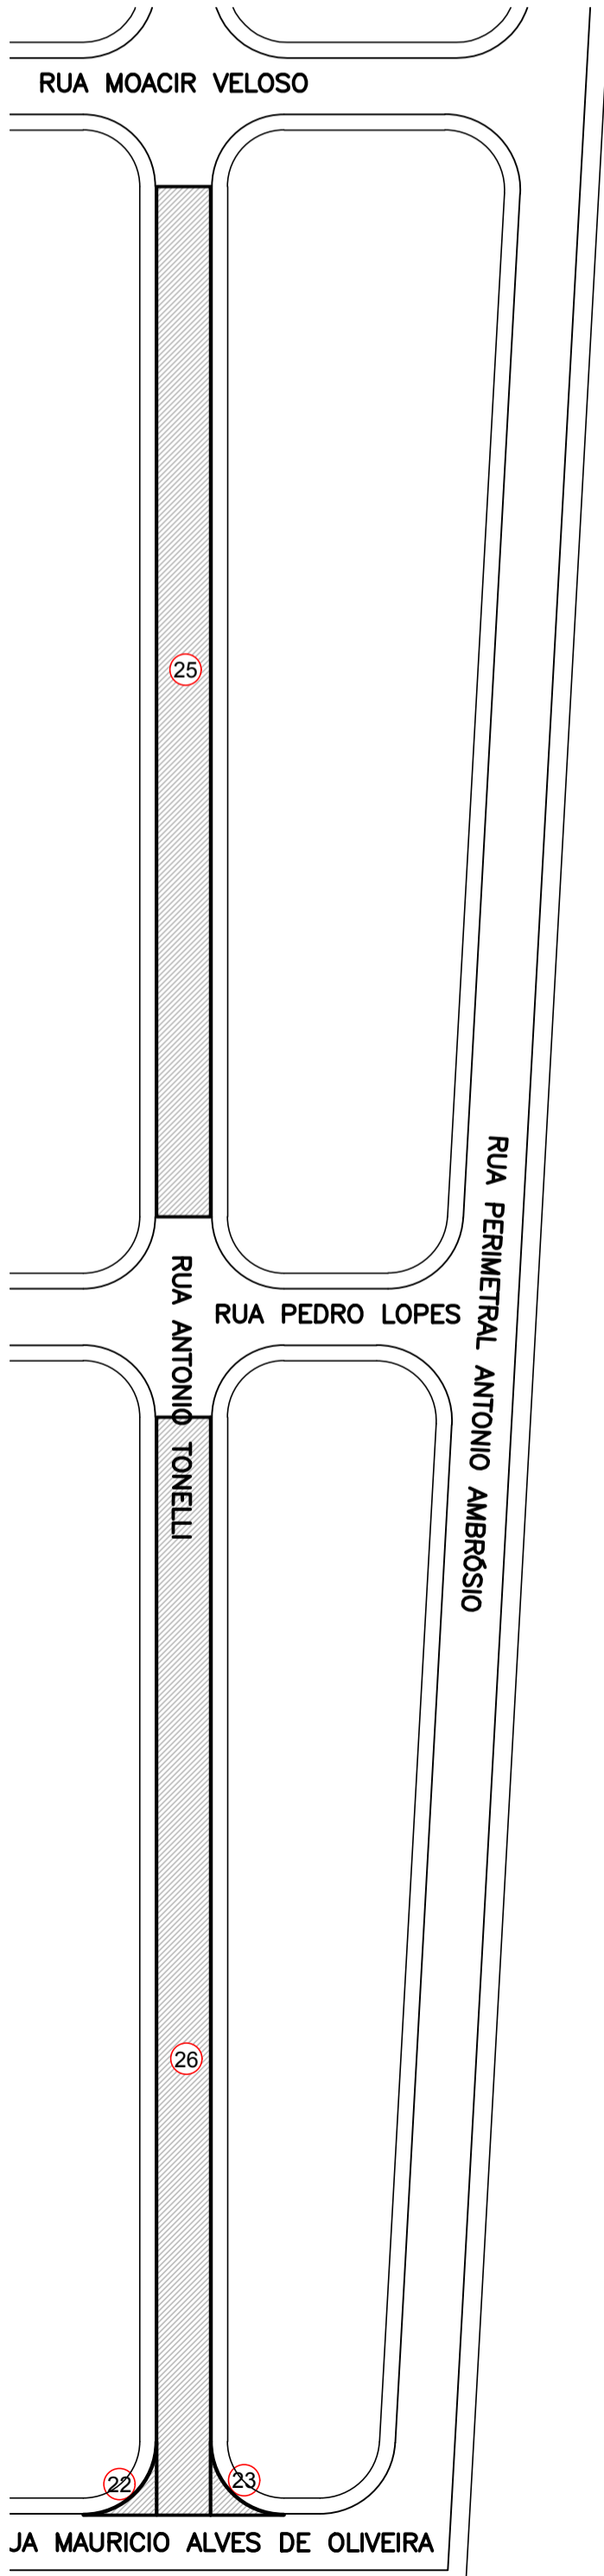 RUA MOACIR VELOSO
25
RUA PERIMETRAL ANTONIO AMBRÓSIO
RUA ANTONIO TONELLI
RUA PEDRO LOPES
26
22
23
JA MAURICIO ALVES DE OLIVEIRA